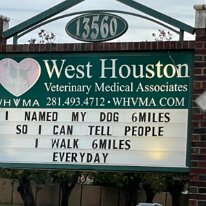 13560
West Houston
Veterinary Medical Associates
WHVMA
281.493.4712 • WHVMA.COM
I NAMED MY DOG 6MILES
SO I CAN TELL PEOPLE
I WALK 6MILES
EVERYDAY